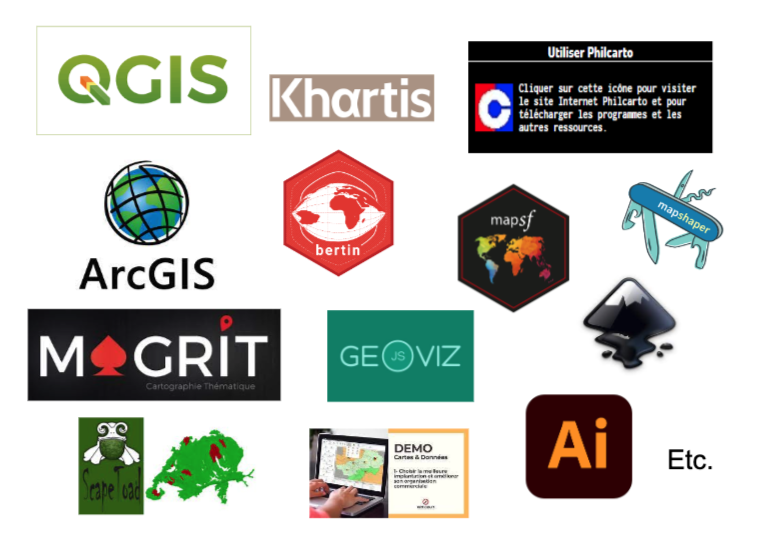 QGIS
Khartis
Utiliser Philcarto
Cliquer sur cette icône pour visiter
le site Internet Philcarto et pour
télécharger les programmes et les
autres ressources.
ArcGIS
bertin
mapsf
mapshaper
MAGRIT
Cartographie Thématique
GEO JS VIZ
ScapeToad
DEMO
Cartes & Données
1- Choisir la meilleure
implantation et améliorer
son organisation
commerciale
Ai
Etc.